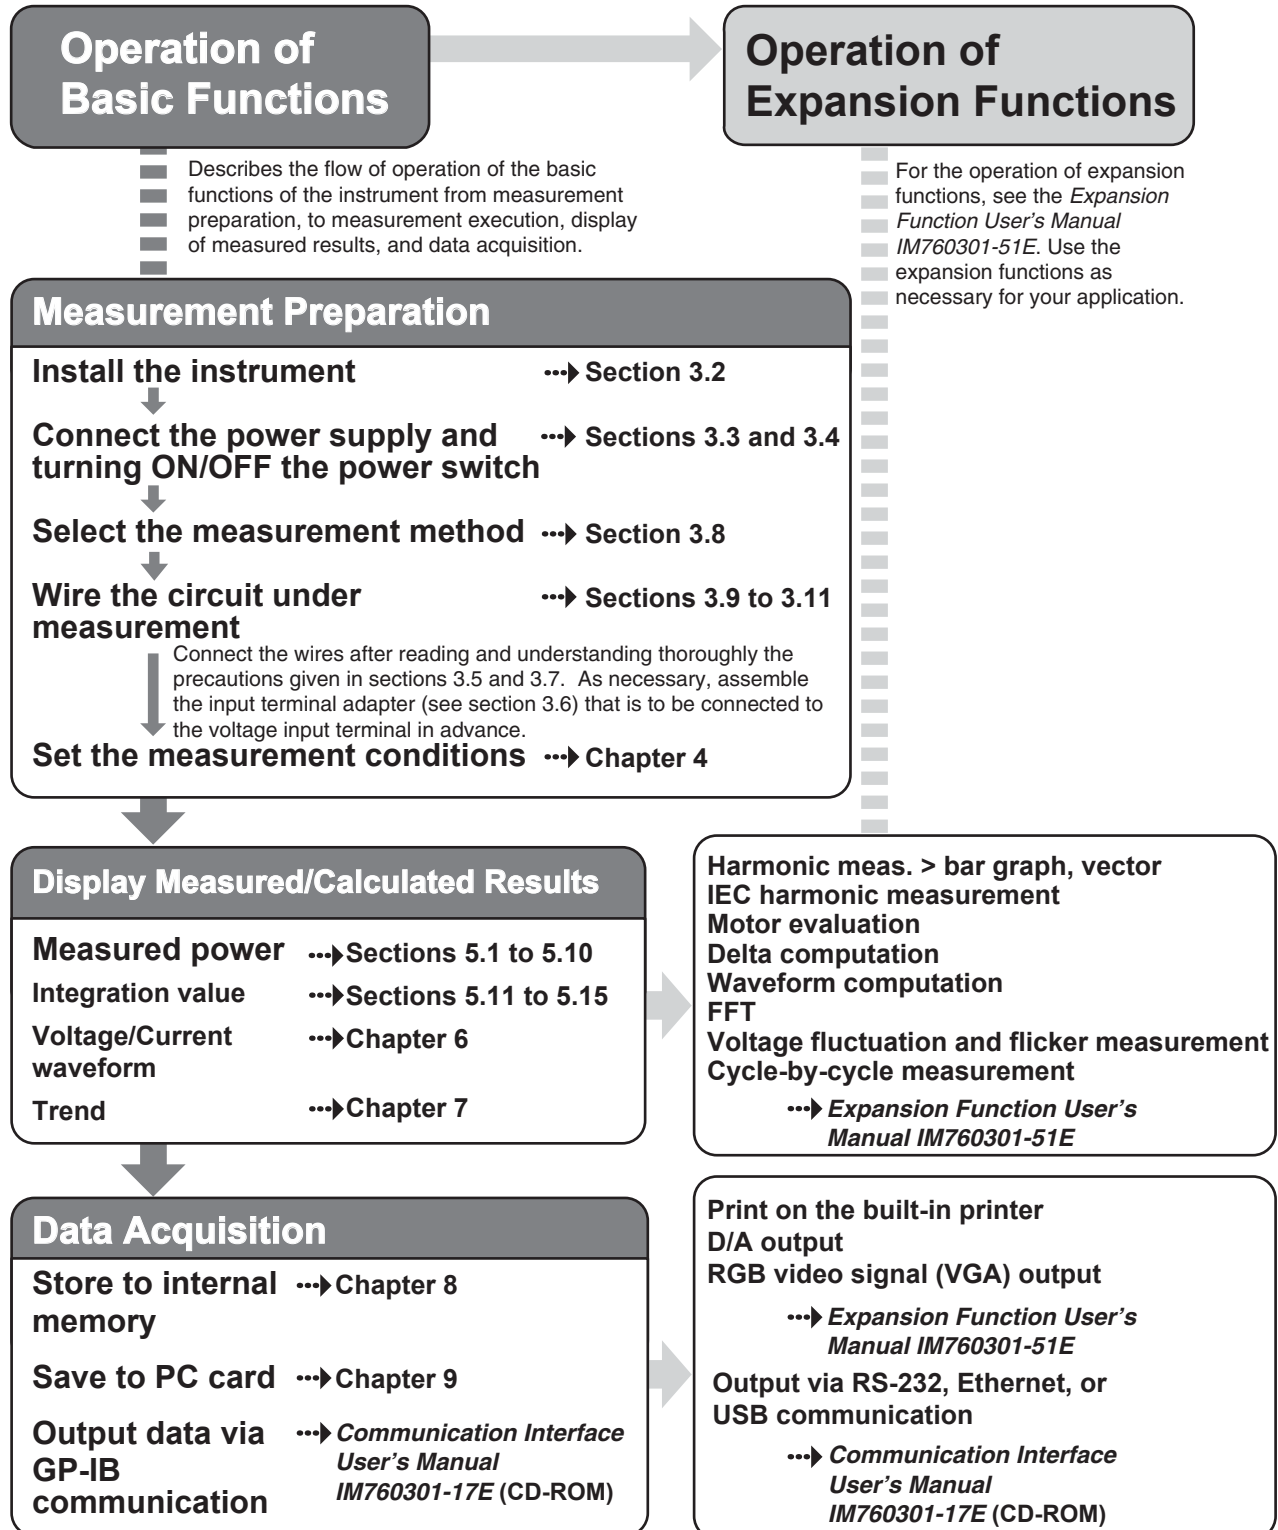 Operation of
Basic Functions
Operation of
Expansion Functions
Describes the flow of operation of the basic
functions of the instrument from measurement
preparation, to measurement execution, display
of measured results, and data acquisition.
For the operation of expansion
functions, see the Expansion
Function User's Manual
IM760301-51E. Use the
expansion functions as
necessary for your application.
Measurement Preparation
Install the instrument
Section 3.2
Connect the power supply and
turning ON/OFF the power switch
Sections 3.3 and 3.4
Select the measurement method
Section 3.8
Wire the circuit under
measurement
Sections 3.9 to 3.11
Connect the wires after reading and understanding thoroughly the
precautions given in sections 3.5 and 3.7. As necessary, assemble
the input terminal adapter (see section 3.6) that is to be connected to
the voltage input terminal in advance.
Set the measurement conditions
Chapter 4
Display Measured/Calculated Results
Measured power
Sections 5.1 to 5.10
Integration value
Sections 5.11 to 5.15
Voltage/Current
waveform
Chapter 6
Trend
Chapter 7
Harmonic meas. > bar graph, vector
IEC harmonic measurement
Motor evaluation
Delta computation
Waveform computation
FFT
Voltage fluctuation and flicker measurement
Cycle-by-cycle measurement
Expansion Function User's
Manual IM760301-51E
Data Acquisition
Store to internal
memory
Chapter 8
Save to PC card
Chapter 9
Output data via
GP-IB
communication
Communication Interface
User's Manual
IM760301-17E (CD-ROM)
Print on the built-in printer
D/A output
RGB video signal (VGA) output
Expansion Function User's
Manual IM760301-51E
Output via RS-232, Ethernet, or
USB communication
Communication Interface
User's Manual
IM760301-17E (CD-ROM)